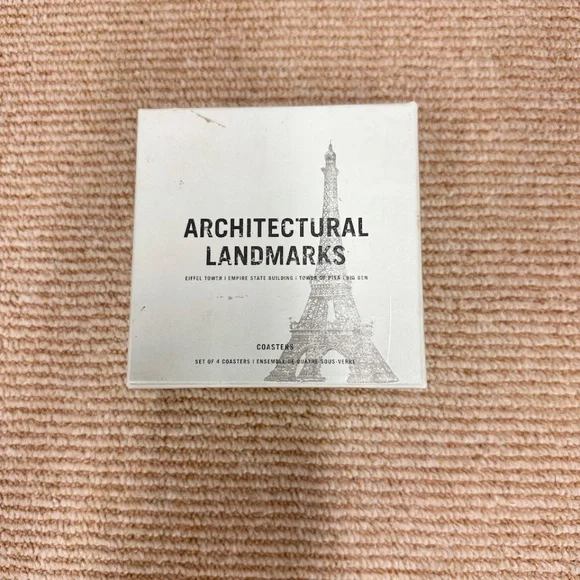 ARCHITECTURAL
LANDMARKS
EIFFEL TOWER | EMPIRE STATE BUILDING | TOWER OF PISA | BIG BEN
COASTERS
SET OF 4 COASTERS | ENSEMBLE DE QUATRE SOUS-VERRE